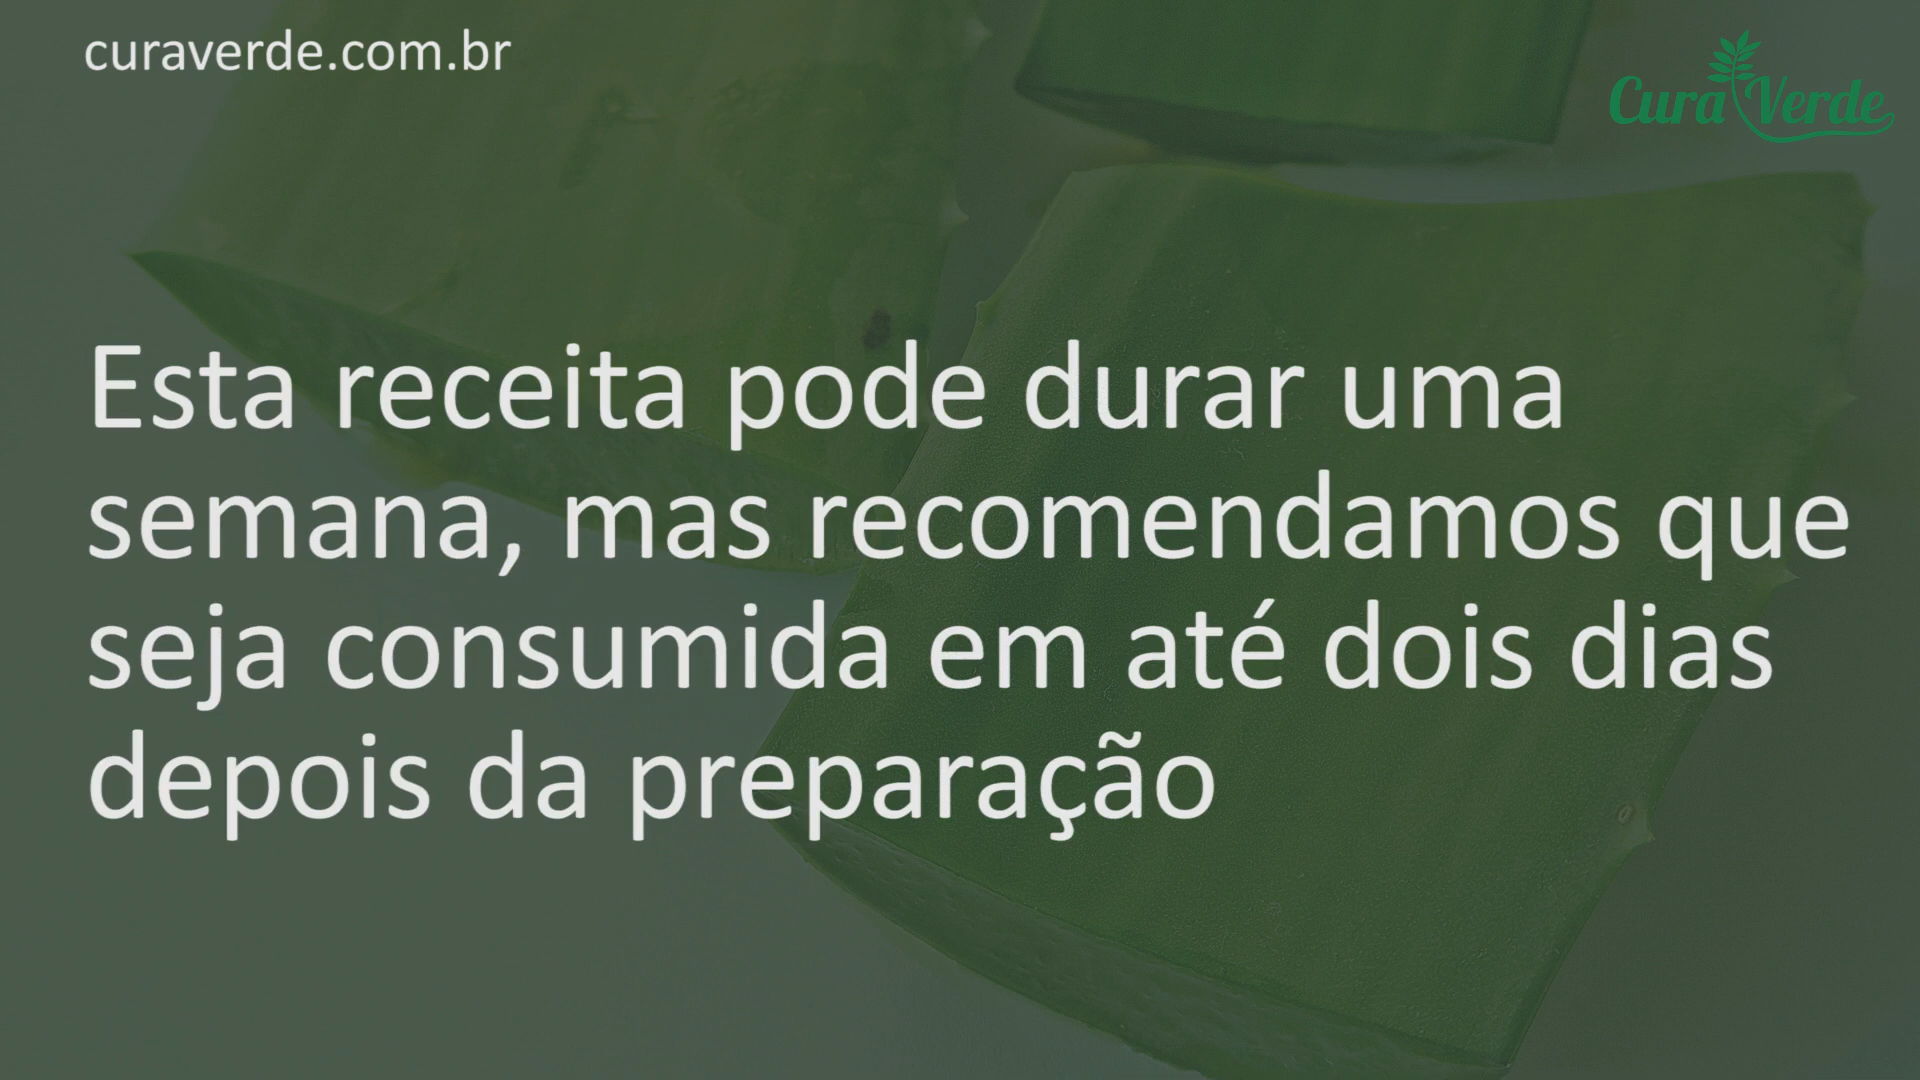 curaverde.com.br
Cura Verde
Esta receita pode durar uma
semana, mas recomendamos que
seja consumida em até dois dias
depois da preparação